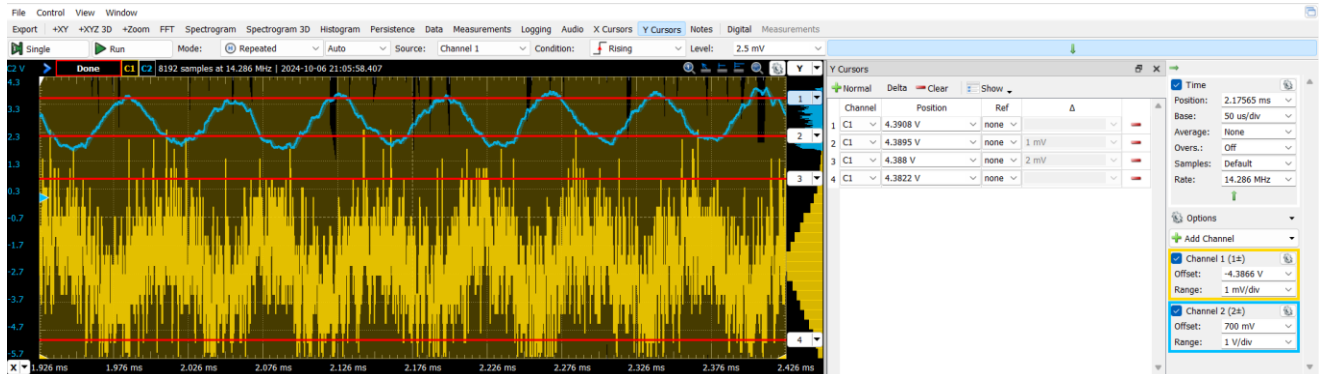 File Control View Window
Export +XY +XYZ 3D +Zoom FFT Spectrogram Spectrogram 3D Histogram Persistence Data Measurements Logging Audio X Cursors Y Cursors Notes Digital Measurements
Single Run Mode: Repeated Auto Source: Channel 1 Condition: Rising Level: 2.5 mV
C2 V Done C1 C2 8192 samples at 14.286 MHz | 2024-10-06 21:05:58.407 Y
4.3
3.3
2.3
1.3
0.3
-0.7
-1.7
-2.7
-3.7
-4.7
-5.7
1
2
3
4
X 1.926 ms 1.976 ms 2.026 ms 2.076 ms 2.126 ms 2.176 ms 2.226 ms 2.276 ms 2.326 ms 2.376 ms 2.426 ms
Y Cursors
Normal Delta Clear Show
Channel Position Ref Δ
1 C1 4.3908 V none
2 C1 4.3895 V none 1 mV
3 C1 4.388 V none 2 mV
4 C1 4.3822 V none
Time
Position: 2.17565 ms
Base: 50 us/div
Average: None
Overs.: Off
Samples: Default
Rate: 14.286 MHz
Options
Add Channel
Channel 1 (1±)
Offset: -4.3866 V
Range: 1 mV/div
Channel 2 (2±)
Offset: 700 mV
Range: 1 V/div